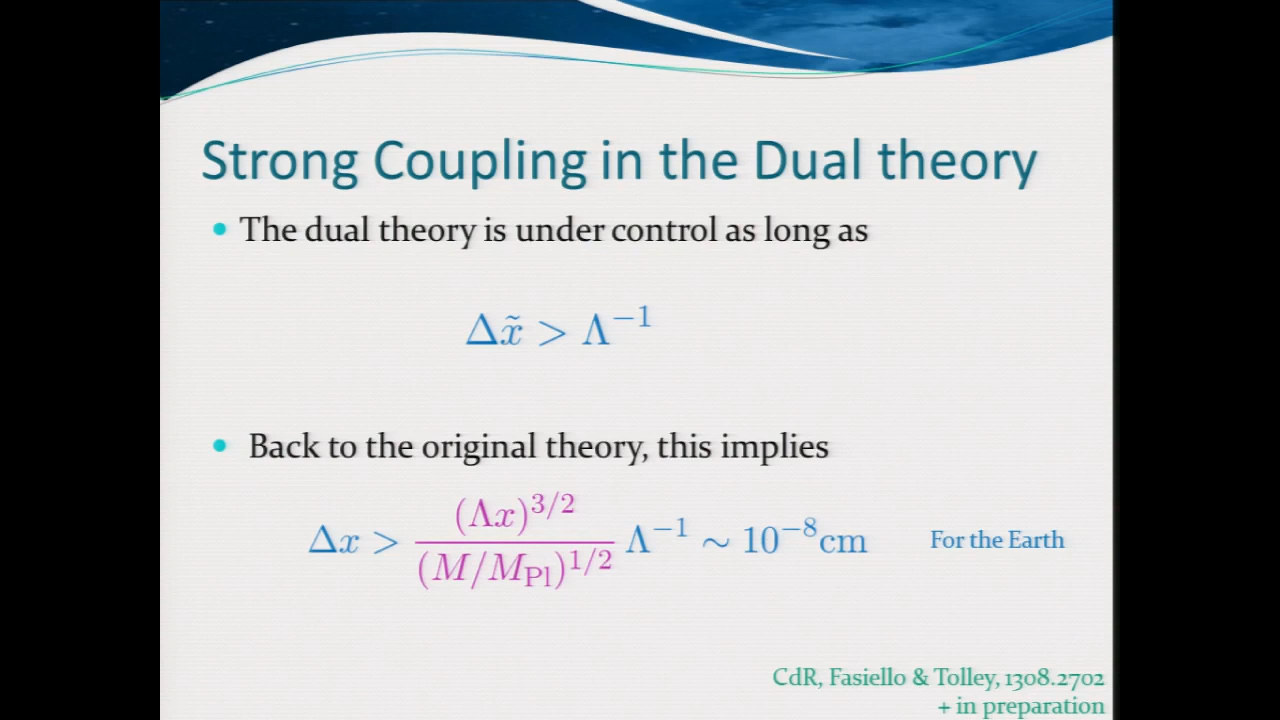 Strong Coupling in the Dual theory
• The dual theory is under control as long as
Δx̃ > Λ⁻¹
• Back to the original theory, this implies
Δx > (Λx)^{3/2} / (M/M_{Pl})^{1/2} Λ⁻¹ ∼ 10⁻⁸cm For the Earth
CdR, Fasiello & Tolley, 1308.2702
+ in preparation